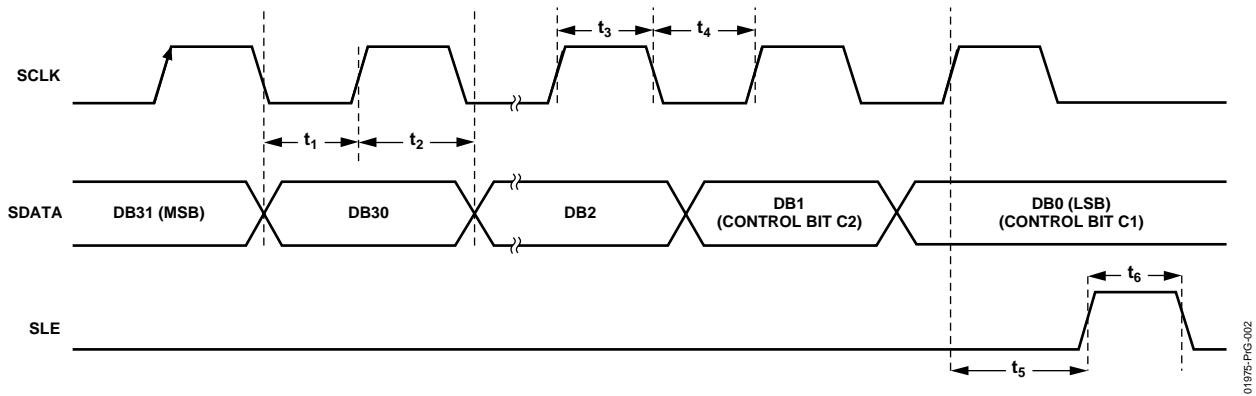 t3
t4
SCLK
t1
t2
SDATA
DB31 (MSB)
DB30
DB2
DB1
(CONTROL BIT C2)
DB0 (LSB)
(CONTROL BIT C1)
t6
SLE
t5
01975-PrG-002